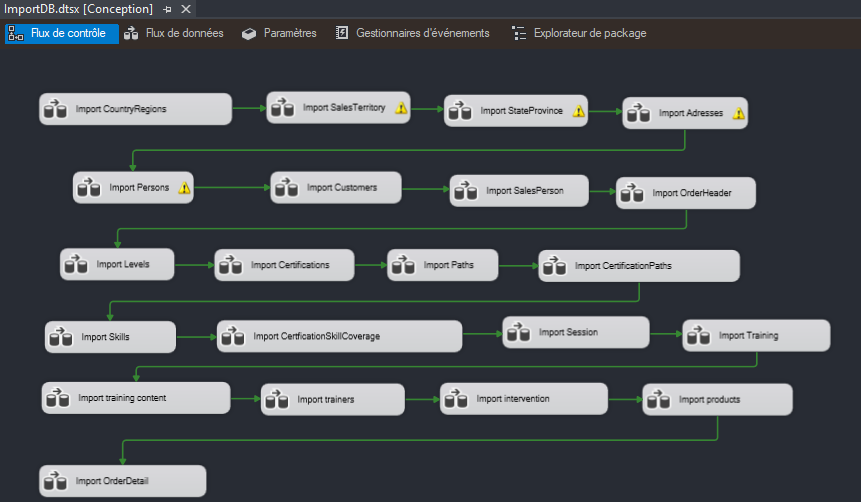 ImportDB.dtsx [Conception]
Flux de contrôle
Flux de données
Paramètres
Gestionnaires d'événements
Explorateur de package
Import CountryRegions
Import SalesTerritory
Import StateProvince
Import Adresses
Import Persons
Import Customers
Import SalesPerson
Import OrderHeader
Import Levels
Import Certifications
Import Paths
Import CertificationPaths
Import Skills
Import CertficationSkillCoverage
Import Session
Import Training
Import training content
Import trainers
Import intervention
Import products
Import OrderDetail